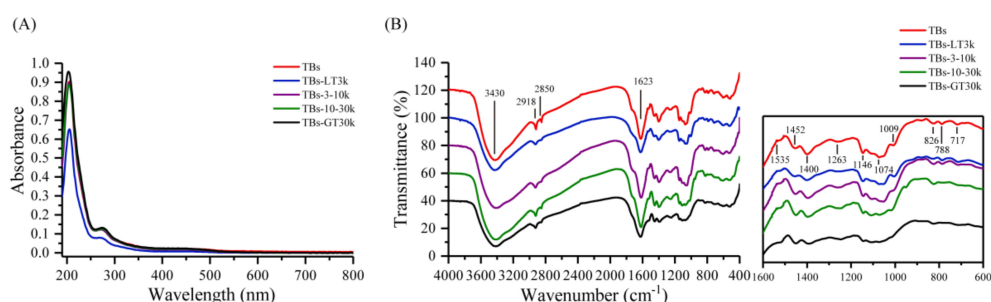 (A)
TBs
TBs-LT3k
TBs-3-10k
TBs-10-30k
TBs-GT30k
1.0
0.9
0.8
0.7
0.6
0.5
0.4
0.3
0.2
0.1
0.0
200 300 400 500 600 700 800
Absorbance
Wavelength (nm)
(B)
TBs
TBs-LT3k
TBs-3-10k
TBs-10-30k
TBs-GT30k
140
120
100
80
60
40
20
0
3430
2918
2850
1623
4000 3600 3200 2800 2400 2000 1600 1200 800 400
Transmittance (%)
Wavenumber (cm⁻¹)
1535
1452
1400
1263
1146
1074
1009
826
788
717
1600 1400 1200 1000 800 600